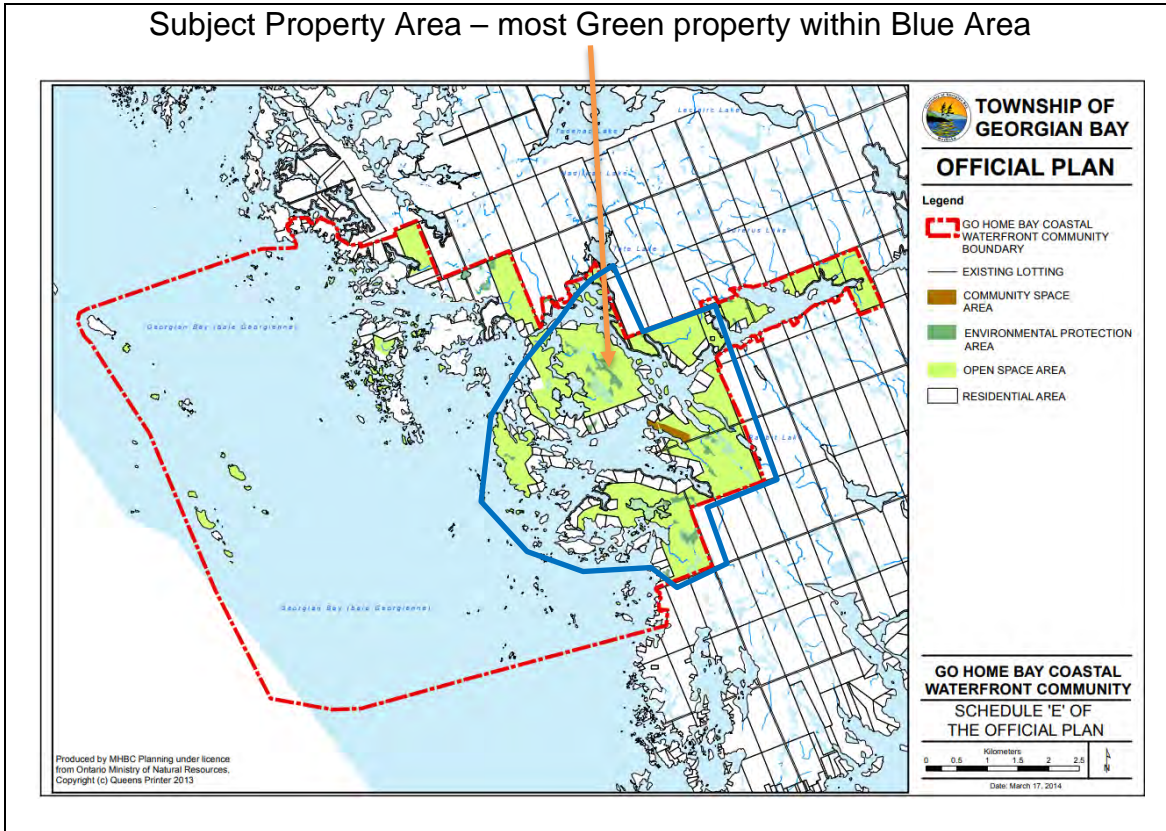 Subject Property Area – most Green property within Blue Area
TOWNSHIP OF
GEORGIAN BAY
OFFICIAL PLAN
Legend
GO HOME BAY COASTAL
WATERFRONT COMMUNITY
BOUNDARY
EXISTING LOTTING
COMMUNITY SPACE
AREA
ENVIRONMENTAL PROTECTION
AREA
OPEN SPACE AREA
RESIDENTIAL AREA
Georgian Bay (baie Georgienne)
Georgian Bay (baie Georgienne)
GO HOME BAY COASTAL
WATERFRONT COMMUNITY
SCHEDULE 'E' OF
THE OFFICIAL PLAN
Kilometers
0 0.5 1 1.5 2 2.5
N
Date: March 17, 2014
Produced by MHBC Planning under licence
from Ontario Ministry of Natural Resources,
Copyright (c) Queens Printer 2013